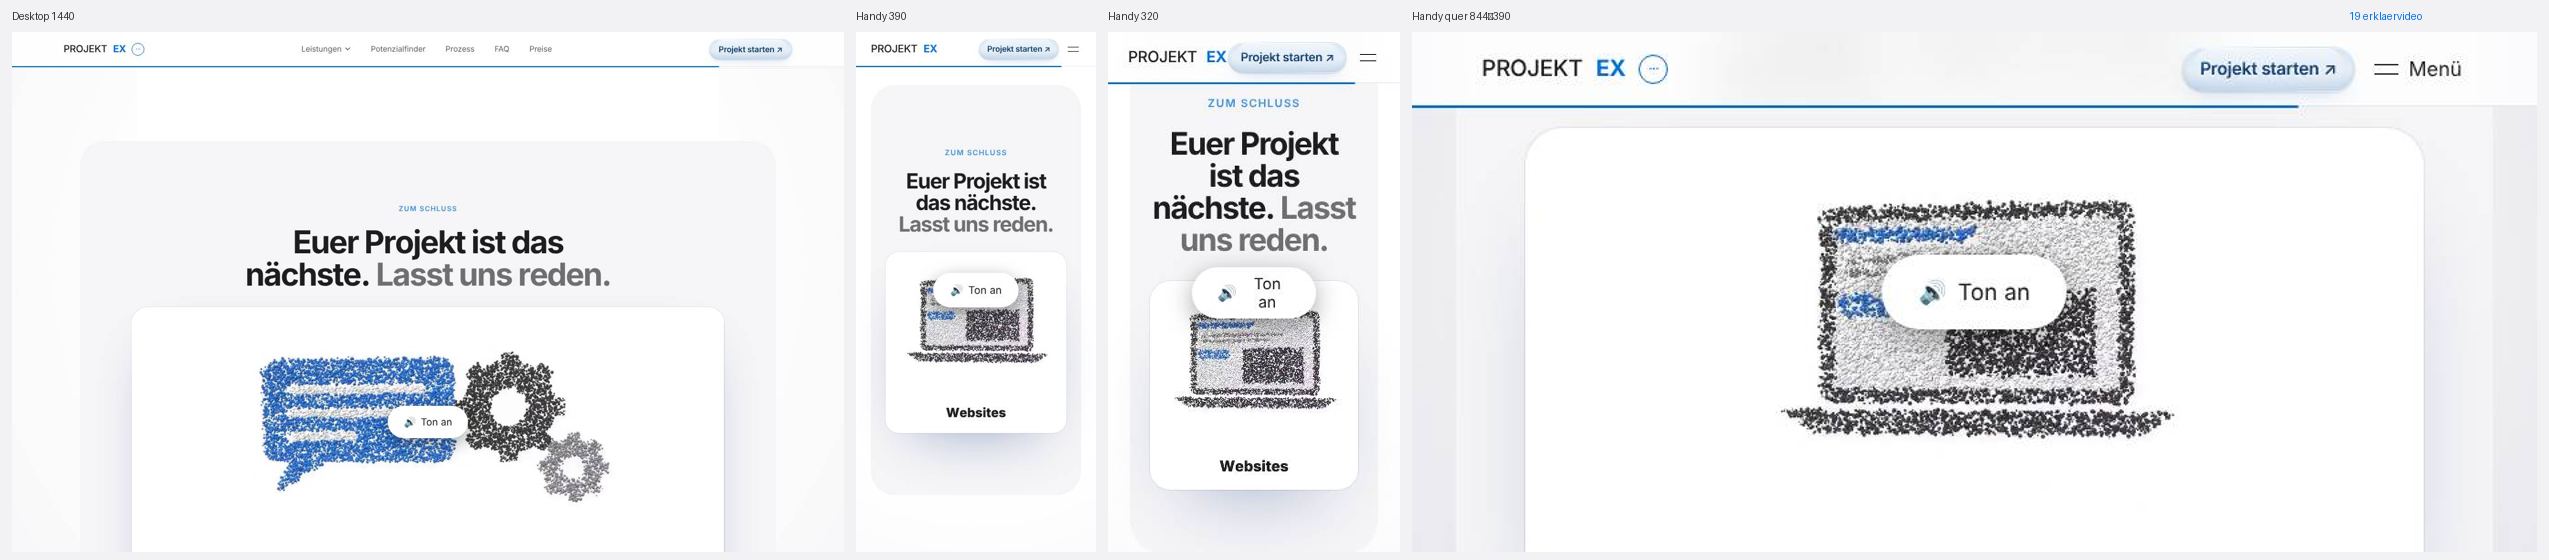 Desktop 1440
PROJEKT EX
Leistungen
Potenzialfinder
Prozess
FAQ
Preise
Projekt starten ↗
ZUM SCHLUSS
Euer Projekt ist das
nächste. Lasst uns reden.
Ton an
Handy 390
PROJEKT EX
Projekt starten ↗
ZUM SCHLUSS
Euer Projekt ist
das nächste.
Lasst uns reden.
Ton an
Websites
Handy 320
PROJEKT EX
Projekt starten ↗
ZUM SCHLUSS
Euer Projekt
ist das
nächste. Lasst
uns reden.
Ton
an
Websites
Handy quer
19 erklaervideo
PROJEKT EX
Projekt starten ↗
Menü
Ton an